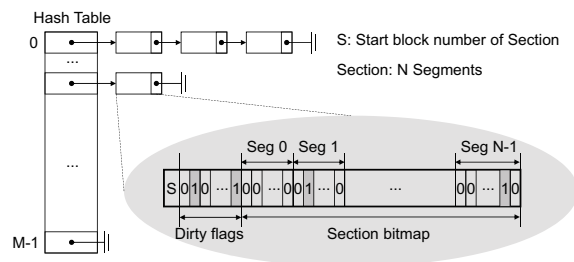 Hash Table
0
S: Start block number of Section
...
Section: N Segments
...
Seg 0 Seg 1 Seg N-1
S 0 1 0 ... 1 0 0 ... 0 0 1 ... 0 ... 0 0 ... 1 0
Dirty flags Section bitmap
M-1